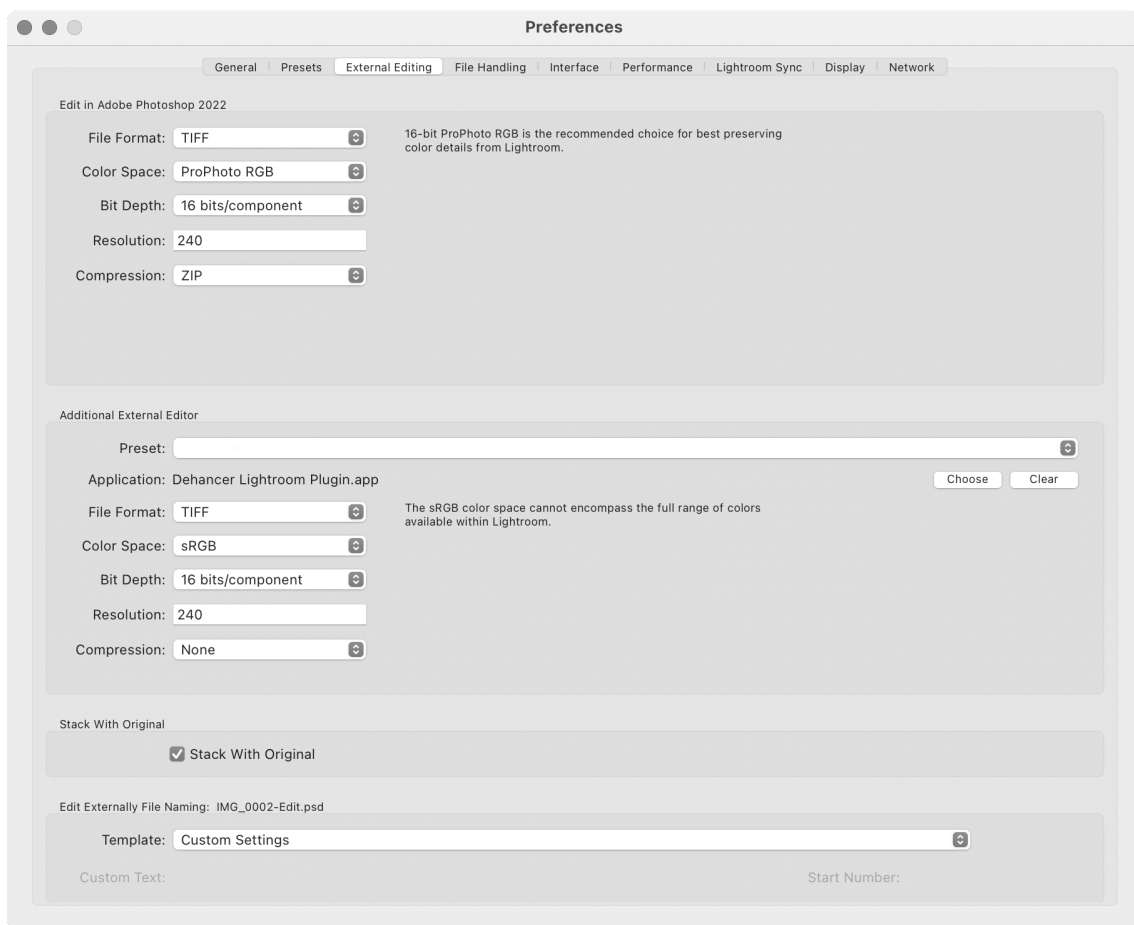 Preferences
General Presets External Editing File Handling Interface Performance Lightroom Sync Display Network
Edit in Adobe Photoshop 2022
File Format: TIFF
16-bit ProPhoto RGB is the recommended choice for best preserving
color details from Lightroom.
Color Space: ProPhoto RGB
Bit Depth: 16 bits/component
Resolution: 240
Compression: ZIP
Additional External Editor
Preset:
Application: Dehancer Lightroom Plugin.app Choose Clear
File Format: TIFF
The sRGB color space cannot encompass the full range of colors
available within Lightroom.
Color Space: sRGB
Bit Depth: 16 bits/component
Resolution: 240
Compression: None
Stack With Original
Stack With Original
Edit Externally File Naming: IMG_0002-Edit.psd
Template: Custom Settings
Custom Text: Start Number: